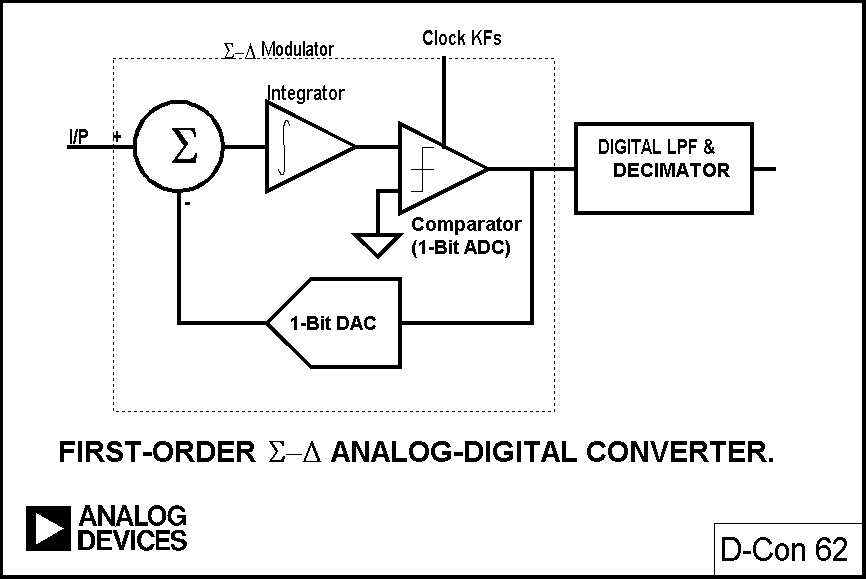 Clock KFs
Σ–Δ Modulator
Integrator
I/P +
Σ
∫
-
DIGITAL LPF &
DECIMATOR
Comparator
(1-Bit ADC)
1-Bit DAC
FIRST-ORDER Σ–Δ ANALOG-DIGITAL CONVERTER.
ANALOG
DEVICES
D-Con 62